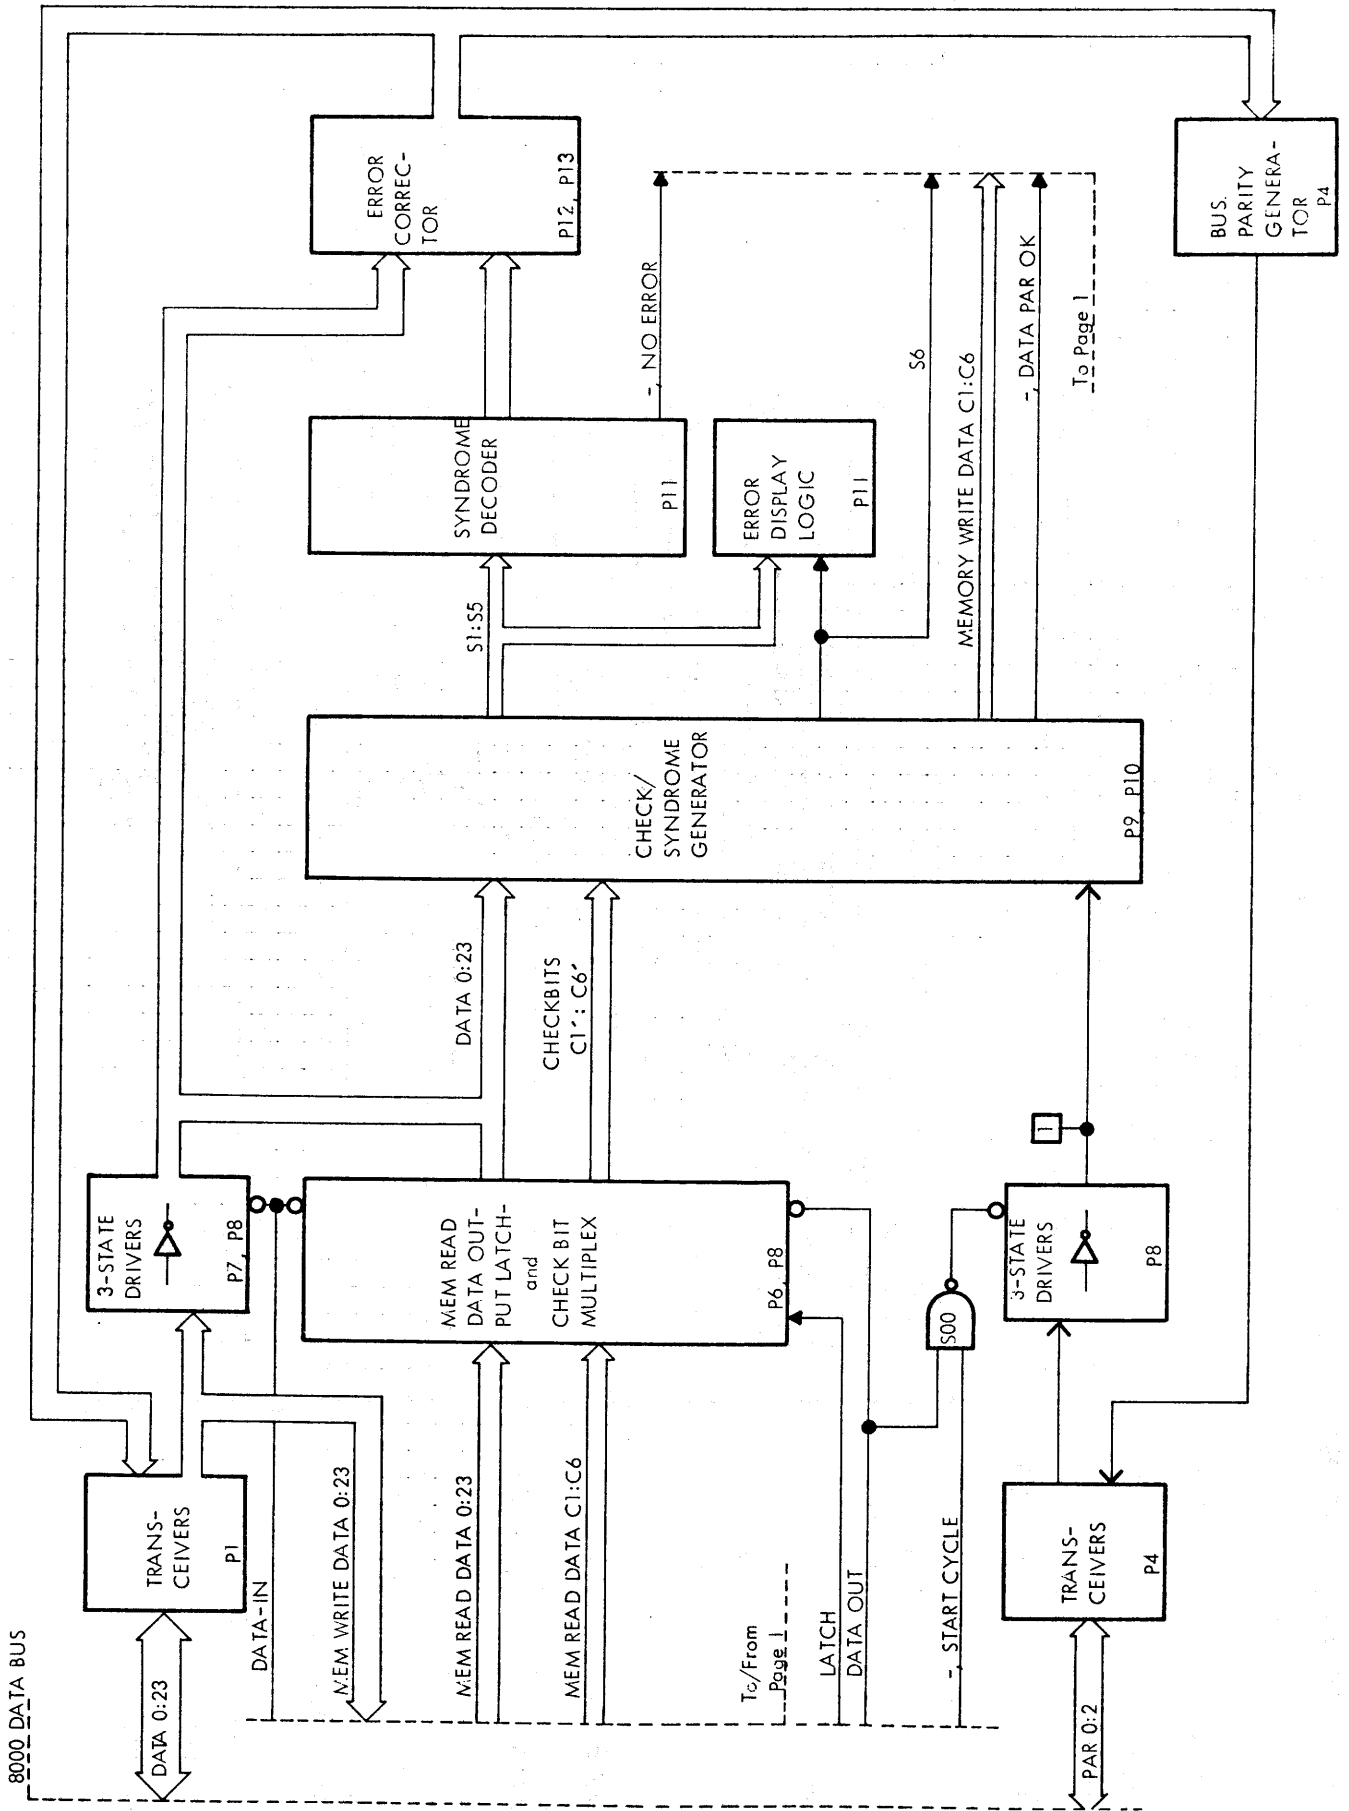 8000 DATA BUS
DATA 0:23
TRANS-
CEIVERS
P1
3-STATE
DRIVERS
P7, P8
DATA-IN
MEM WRITE DATA 0:23
MEM READ DATA 0:23
MEM READ DATA C1:C6
To/From
Page 1
LATCH
DATA OUT
-, START CYCLE
PAR 0:2
TRANS-
CEIVERS
P4
S00
3-STATE
DRIVERS
P8
1
MEM READ
DATA OUT-
PUT LATCH-
and
CHECK BIT
MULTIPLEX
P6, P8
DATA 0:23
CHECKBITS
C1': C6'
CHECK/
SYNDROME
GENERATOR
P9, P10
S1:S5
SYNDROME
DECODER
P11
ERROR
DISPLAY
LOGIC
P11
-, NO ERROR
S6
MEMORY WRITE DATA C1:C6
-, DATA PAR OK
To Page 1
ERROR
CORREC-
TOR
P12, P13
BUS.
PARITY
GENERA-
TOR
P4